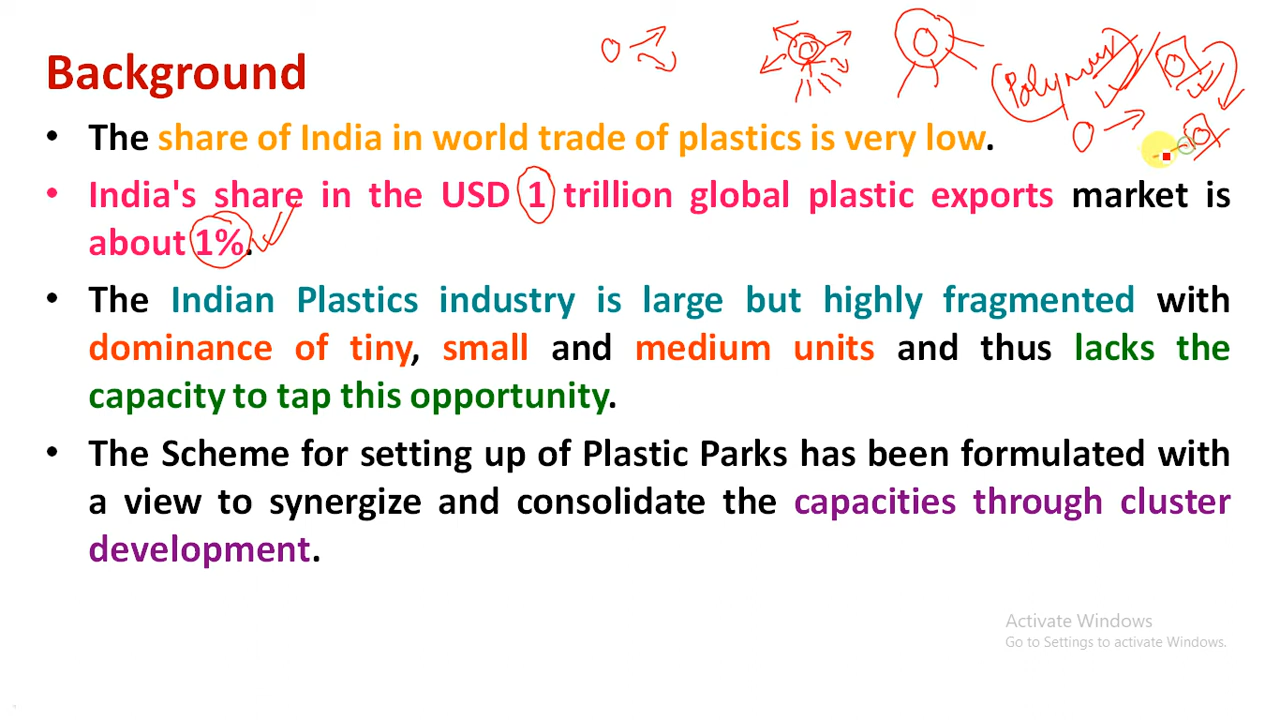 Background
(Polymers)
• The share of India in world trade of plastics is very low.
• India's share in the USD 1 trillion global plastic exports market is
about 1%.
• The Indian Plastics industry is large but highly fragmented with
dominance of tiny, small and medium units and thus lacks the
capacity to tap this opportunity.
• The Scheme for setting up of Plastic Parks has been formulated with
a view to synergize and consolidate the capacities through cluster
development.
Activate Windows
Go to Settings to activate Windows.